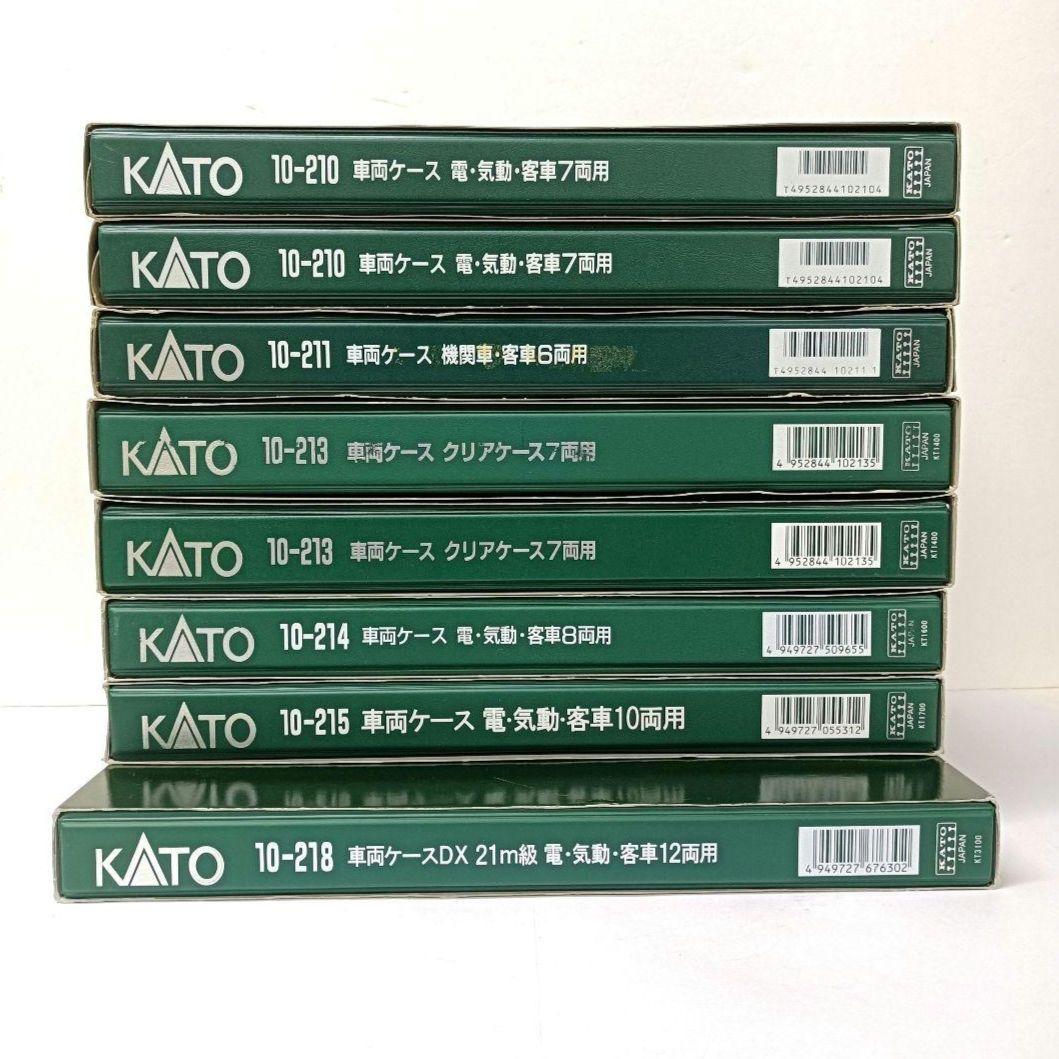 KATO 10-210 車両ケース 電・気動・客車7両用 T4952844102104 KATO JAPAN
KATO 10-210 車両ケース 電・気動・客車7両用 T4952844102104 KATO JAPAN
KATO 10-211 車両ケース 機関車・客車6両用 T4952844102111 KATO JAPAN
KATO 10-213 車両ケース クリアケース7両用 4 952844 102135 KATO JAPAN KT1400
KATO 10-213 車両ケース クリアケース7両用 4 952844 102135 KATO JAPAN KT1400
KATO 10-214 車両ケース 電・気動・客車8両用 4 949727 509655 KATO JAPAN KT1600
KATO 10-215 車両ケース 電・気動・客車10両用 4 949727 055312 KATO JAPAN KT1700
KATO 10-218 車両ケースDX 21m級 電・気動・客車12両用 4 949727 676302 KATO JAPAN KT3100